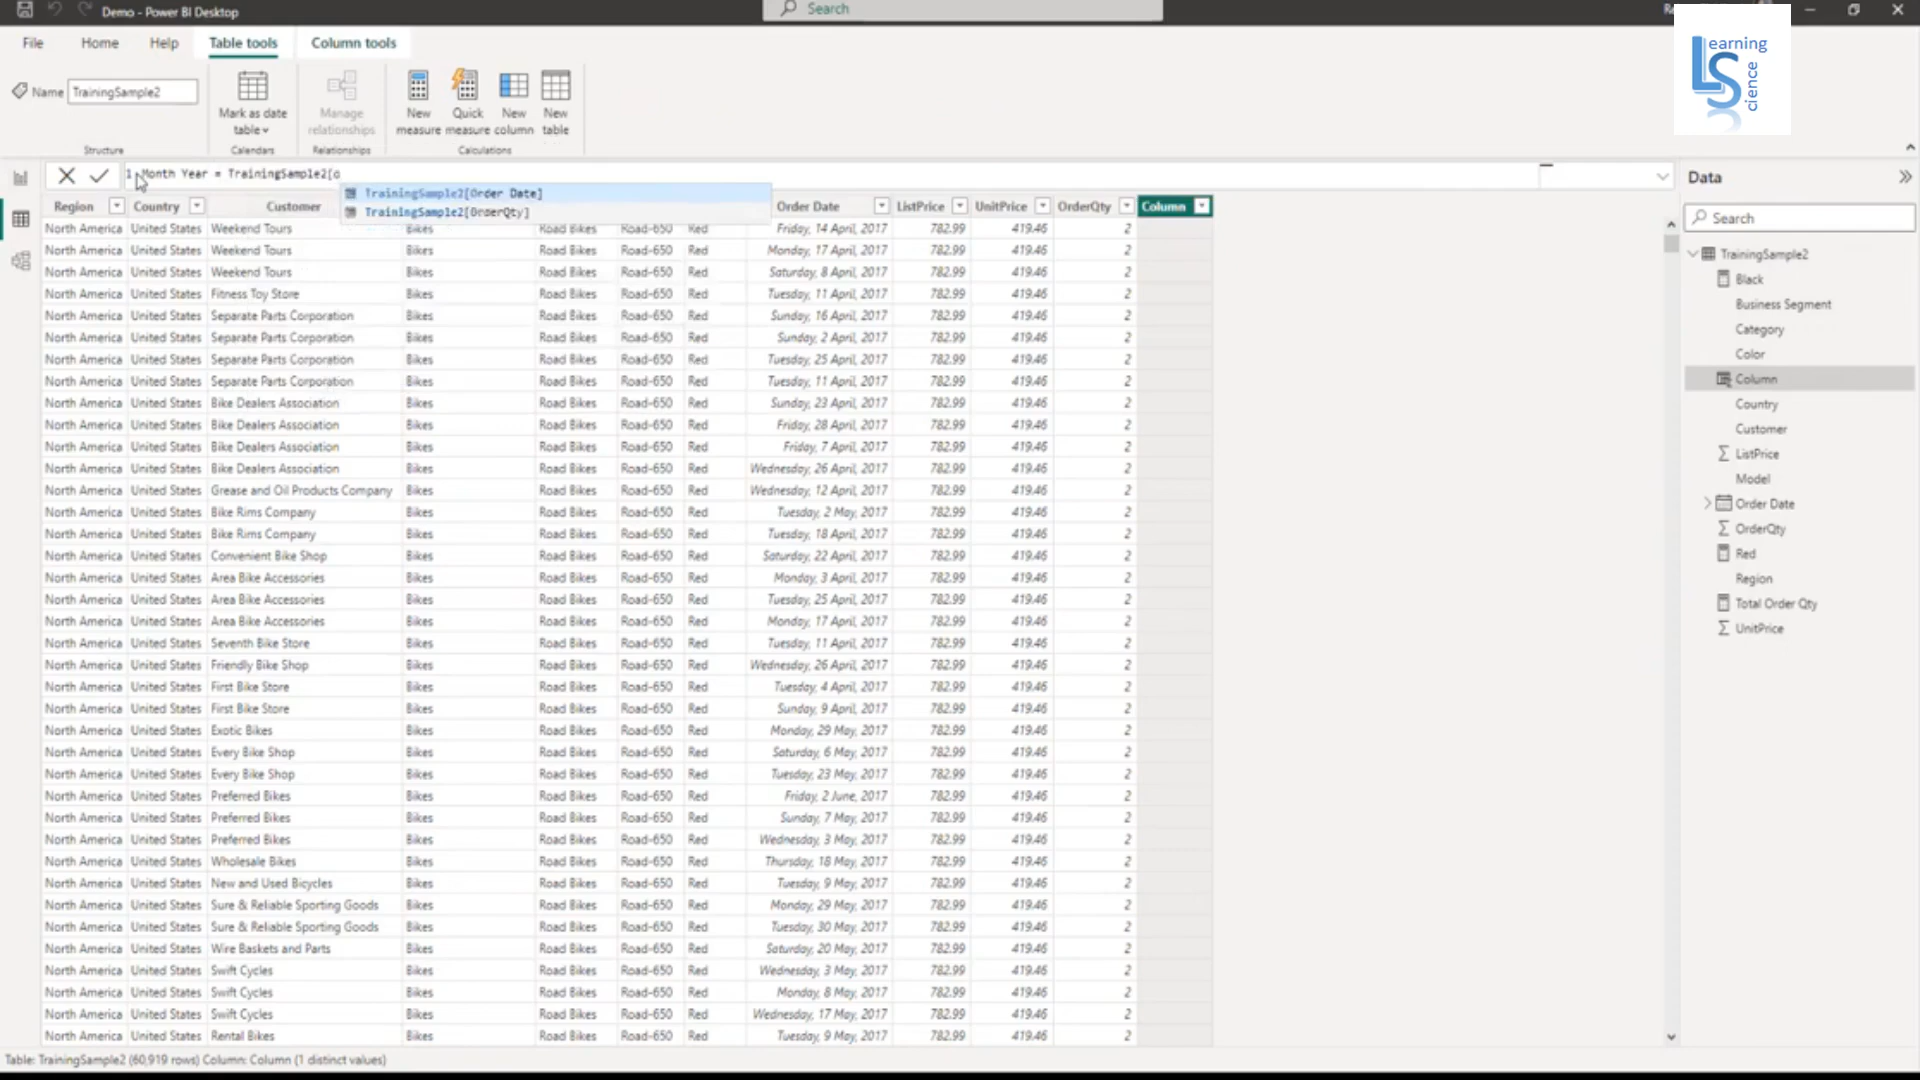 Demo - Power BI Desktop
Search
File
Home
Help
Table tools
Column tools
Name
TrainingSample2
Mark as date table
Manage relationships
New measure
Quick measure
New column
New table
Structure
Calendars
Relationships
Calculations
Learning Science
1 Month Year = TrainingSample2[o
TrainingSample2[Order Date]
TrainingSample2[OrderQty]
Region Country Customer Order Date ListPrice UnitPrice OrderQty Column
North America United States Weekend Tours Bikes Road Bikes Road-650 Red Friday, 14 April, 2017 782.99 419.46 2
North America United States Weekend Tours Bikes Road Bikes Road-650 Red Monday, 17 April, 2017 782.99 419.46 2
North America United States Weekend Tours Bikes Road Bikes Road-650 Red Saturday, 8 April, 2017 782.99 419.46 2
North America United States Fitness Toy Store Bikes Road Bikes Road-650 Red Tuesday, 11 April, 2017 782.99 419.46 2
North America United States Separate Parts Corporation Bikes Road Bikes Road-650 Red Sunday, 16 April, 2017 782.99 419.46 2
North America United States Separate Parts Corporation Bikes Road Bikes Road-650 Red Sunday, 2 April, 2017 782.99 419.46 2
North America United States Separate Parts Corporation Bikes Road Bikes Road-650 Red Tuesday, 25 April, 2017 782.99 419.46 2
North America United States Separate Parts Corporation Bikes Road Bikes Road-650 Red Tuesday, 11 April, 2017 782.99 419.46 2
North America United States Bike Dealers Association Bikes Road Bikes Road-650 Red Sunday, 23 April, 2017 782.99 419.46 2
North America United States Bike Dealers Association Bikes Road Bikes Road-650 Red Friday, 28 April, 2017 782.99 419.46 2
North America United States Bike Dealers Association Bikes Road Bikes Road-650 Red Friday, 7 April, 2017 782.99 419.46 2
North America United States Bike Dealers Association Bikes Road Bikes Road-650 Red Wednesday, 26 April, 2017 782.99 419.46 2
North America United States Grease and Oil Products Company Bikes Road Bikes Road-650 Red Wednesday, 12 April, 2017 782.99 419.46 2
North America United States Bike Rims Company Bikes Road Bikes Road-650 Red Tuesday, 2 May, 2017 782.99 419.46 2
North America United States Bike Rims Company Bikes Road Bikes Road-650 Red Tuesday, 18 April, 2017 782.99 419.46 2
North America United States Convenient Bike Shop Bikes Road Bikes Road-650 Red Saturday, 22 April, 2017 782.99 419.46 2
North America United States Area Bike Accessories Bikes Road Bikes Road-650 Red Monday, 3 April, 2017 782.99 419.46 2
North America United States Area Bike Accessories Bikes Road Bikes Road-650 Red Tuesday, 25 April, 2017 782.99 419.46 2
North America United States Area Bike Accessories Bikes Road Bikes Road-650 Red Monday, 17 April, 2017 782.99 419.46 2
North America United States Seventh Bike Store Bikes Road Bikes Road-650 Red Tuesday, 11 April, 2017 782.99 419.46 2
North America United States Friendly Bike Shop Bikes Road Bikes Road-650 Red Wednesday, 26 April, 2017 782.99 419.46 2
North America United States First Bike Store Bikes Road Bikes Road-650 Red Tuesday, 4 April, 2017 782.99 419.46 2
North America United States First Bike Store Bikes Road Bikes Road-650 Red Sunday, 9 April, 2017 782.99 419.46 2
North America United States Exotic Bikes Bikes Road Bikes Road-650 Red Monday, 29 May, 2017 782.99 419.46 2
North America United States Every Bike Shop Bikes Road Bikes Road-650 Red Saturday, 6 May, 2017 782.99 419.46 2
North America United States Every Bike Shop Bikes Road Bikes Road-650 Red Tuesday, 23 May, 2017 782.99 419.46 2
North America United States Preferred Bikes Bikes Road Bikes Road-650 Red Friday, 2 June, 2017 782.99 419.46 2
North America United States Preferred Bikes Bikes Road Bikes Road-650 Red Sunday, 7 May, 2017 782.99 419.46 2
North America United States Preferred Bikes Bikes Road Bikes Road-650 Red Wednesday, 3 May, 2017 782.99 419.46 2
North America United States Wholesale Bikes Bikes Road Bikes Road-650 Red Thursday, 18 May, 2017 782.99 419.46 2
North America United States New and Used Bicycles Bikes Road Bikes Road-650 Red Tuesday, 9 May, 2017 782.99 419.46 2
North America United States Sure & Reliable Sporting Goods Bikes Road Bikes Road-650 Red Monday, 29 May, 2017 782.99 419.46 2
North America United States Sure & Reliable Sporting Goods Bikes Road Bikes Road-650 Red Tuesday, 30 May, 2017 782.99 419.46 2
North America United States Wire Baskets and Parts Bikes Road Bikes Road-650 Red Saturday, 20 May, 2017 782.99 419.46 2
North America United States Swift Cycles Bikes Road Bikes Road-650 Red Wednesday, 3 May, 2017 782.99 419.46 2
North America United States Swift Cycles Bikes Road Bikes Road-650 Red Monday, 8 May, 2017 782.99 419.46 2
North America United States Swift Cycles Bikes Road Bikes Road-650 Red Wednesday, 17 May, 2017 782.99 419.46 2
North America United States Rental Bikes Bikes Road Bikes Road-650 Red Tuesday, 9 May, 2017 782.99 419.46 2
Data
Search
TrainingSample2
Black
Business Segment
Category
Color
Column
Country
Customer
ListPrice
Model
Order Date
OrderQty
Red
Region
Total Order Qty
UnitPrice
Table: TrainingSample2 (60,919 rows) Column: Column (1 distinct values)